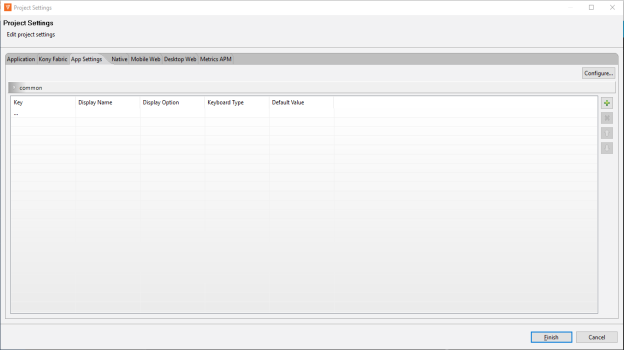 Project Settings
Project Settings
Edit project settings
Application Kony Fabric App Settings Native Mobile Web Desktop Web Metrics APM
Configure...
common
Key Display Name Display Option Keyboard Type Default Value
...
Finish Cancel